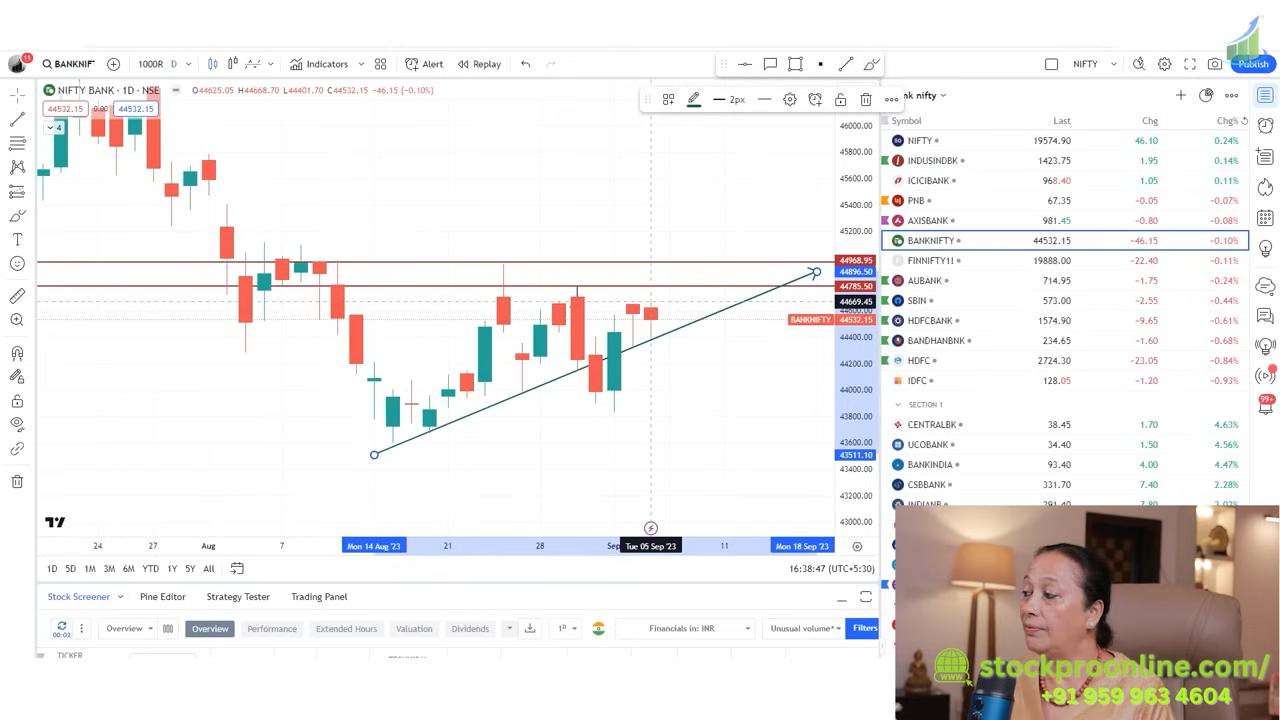 11
BANKNIF
1000R
D
Indicators
Alert
Replay
NIFTY
Publish
NIFTY BANK · 1D · NSE
O44625.05 H44668.70 L44401.70 C44532.15 −46.15 (−0.10%)
44532.15
0.00
44532.15
4
2px
nk nifty
Symbol Last Chg Chg%
NIFTY 19574.90 46.10 0.24%
INDUSINDBK 1423.75 1.95 0.14%
ICICIBANK 968.40 1.05 0.11%
PNB 67.35 −0.05 −0.07%
AXISBANK 981.45 −0.80 −0.08%
BANKNIFTY 44532.15 −46.15 −0.10%
FINNIFTY1! 19888.00 −22.40 −0.11%
AUBANK 714.95 −1.75 −0.24%
SBIN 573.00 −2.55 −0.44%
HDFCBANK 1574.90 −9.65 −0.61%
BANDHANBNK 234.65 −1.60 −0.68%
HDFC 2724.30 −23.05 −0.84%
IDFC 128.05 −1.20 −0.93%
SECTION 1
CENTRALBK 38.45 1.70 4.63%
UCOBANK 34.40 1.50 4.56%
BANKINDIA 93.40 4.00 4.47%
CSBBANK 331.70 7.40 2.28%
99+
46000.00
45800.00
45600.00
45400.00
45200.00
44968.95
44896.50
44785.50
44669.45
BANKNIFTY 44532.15
44400.00
44200.00
44000.00
43800.00
43600.00
43511.10
43400.00
43200.00
43000.00
24 27 Aug 7 Mon 14 Aug '23 21 28 Sep Tue 05 Sep '23 11 Mon 18 Sep '23
1D 5D 1M 3M 6M YTD 1Y 5Y All
16:38:47 (UTC+5:30)
Stock Screener
Pine Editor
Strategy Tester
Trading Panel
00:02
Overview
Overview
Performance
Extended Hours
Valuation
Dividends
1D
Financials in: INR
Unusual volume*
Filters
TICKER
www
stockproonline.com/
+91 959 963 4604